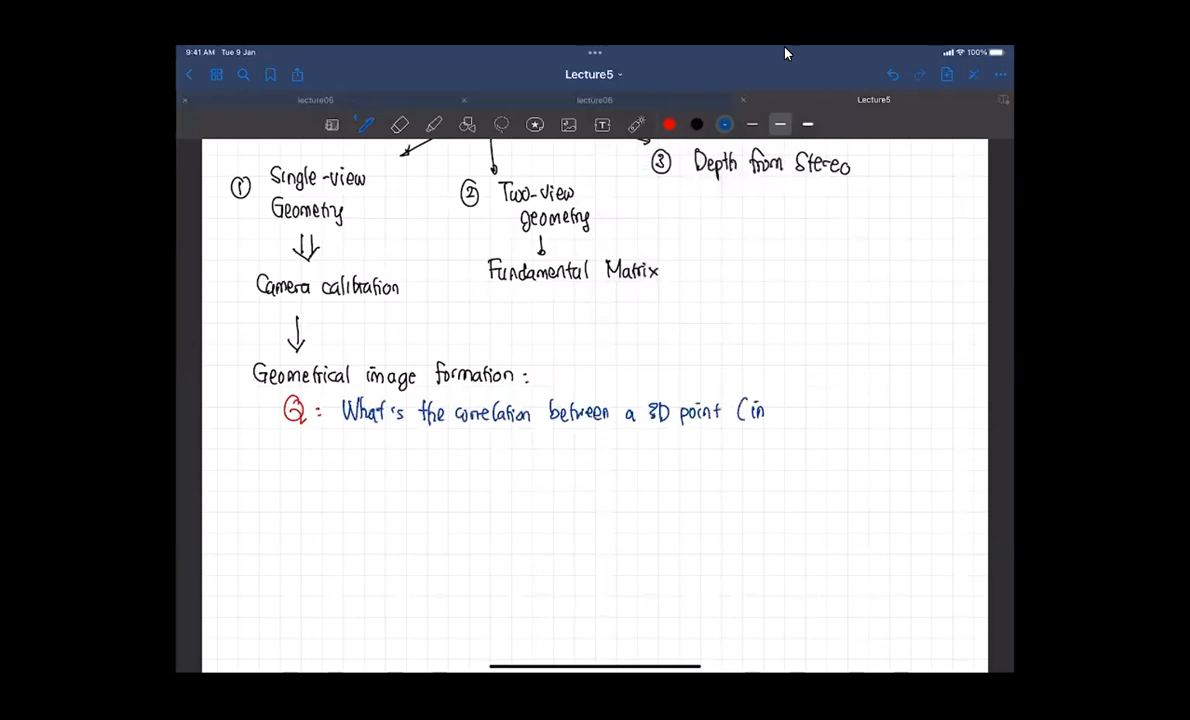 9:41 AM Tue 9 Jan
100%
Lecture5
lecture06
lecture06
Lecture5
① Single-view
Geometry
Camera calibration
② Two-view
geometry
Fundamental Matrix
③ Depth from Stereo
Geometrical image formation:
Q: What's the correlation between a 3D point (in